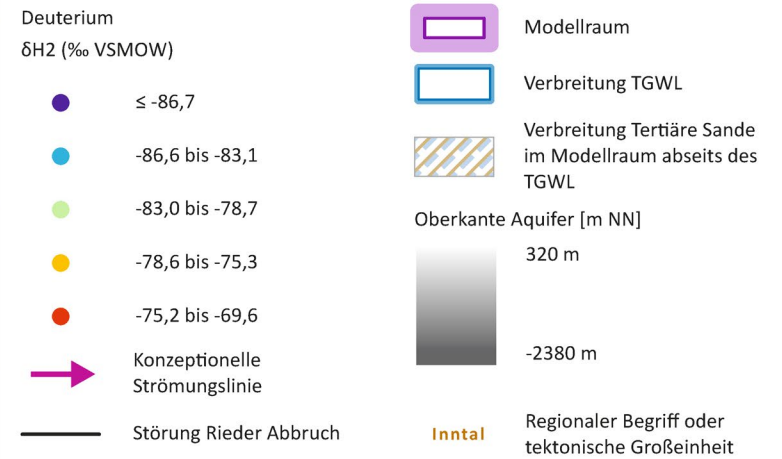 Deuterium
δH2 (‰ VSMOW)
≤ -86,7
-86,6 bis -83,1
-83,0 bis -78,7
-78,6 bis -75,3
-75,2 bis -69,6
Konzeptionelle
Strömungslinie
Störung Rieder Abbruch
Modellraum
Verbreitung TGWL
Verbreitung Tertiäre Sande
im Modellraum abseits des
TGWL
Oberkante Aquifer [m NN]
320 m
-2380 m
Inntal
Regionaler Begriff oder
tektonische Großeinheit